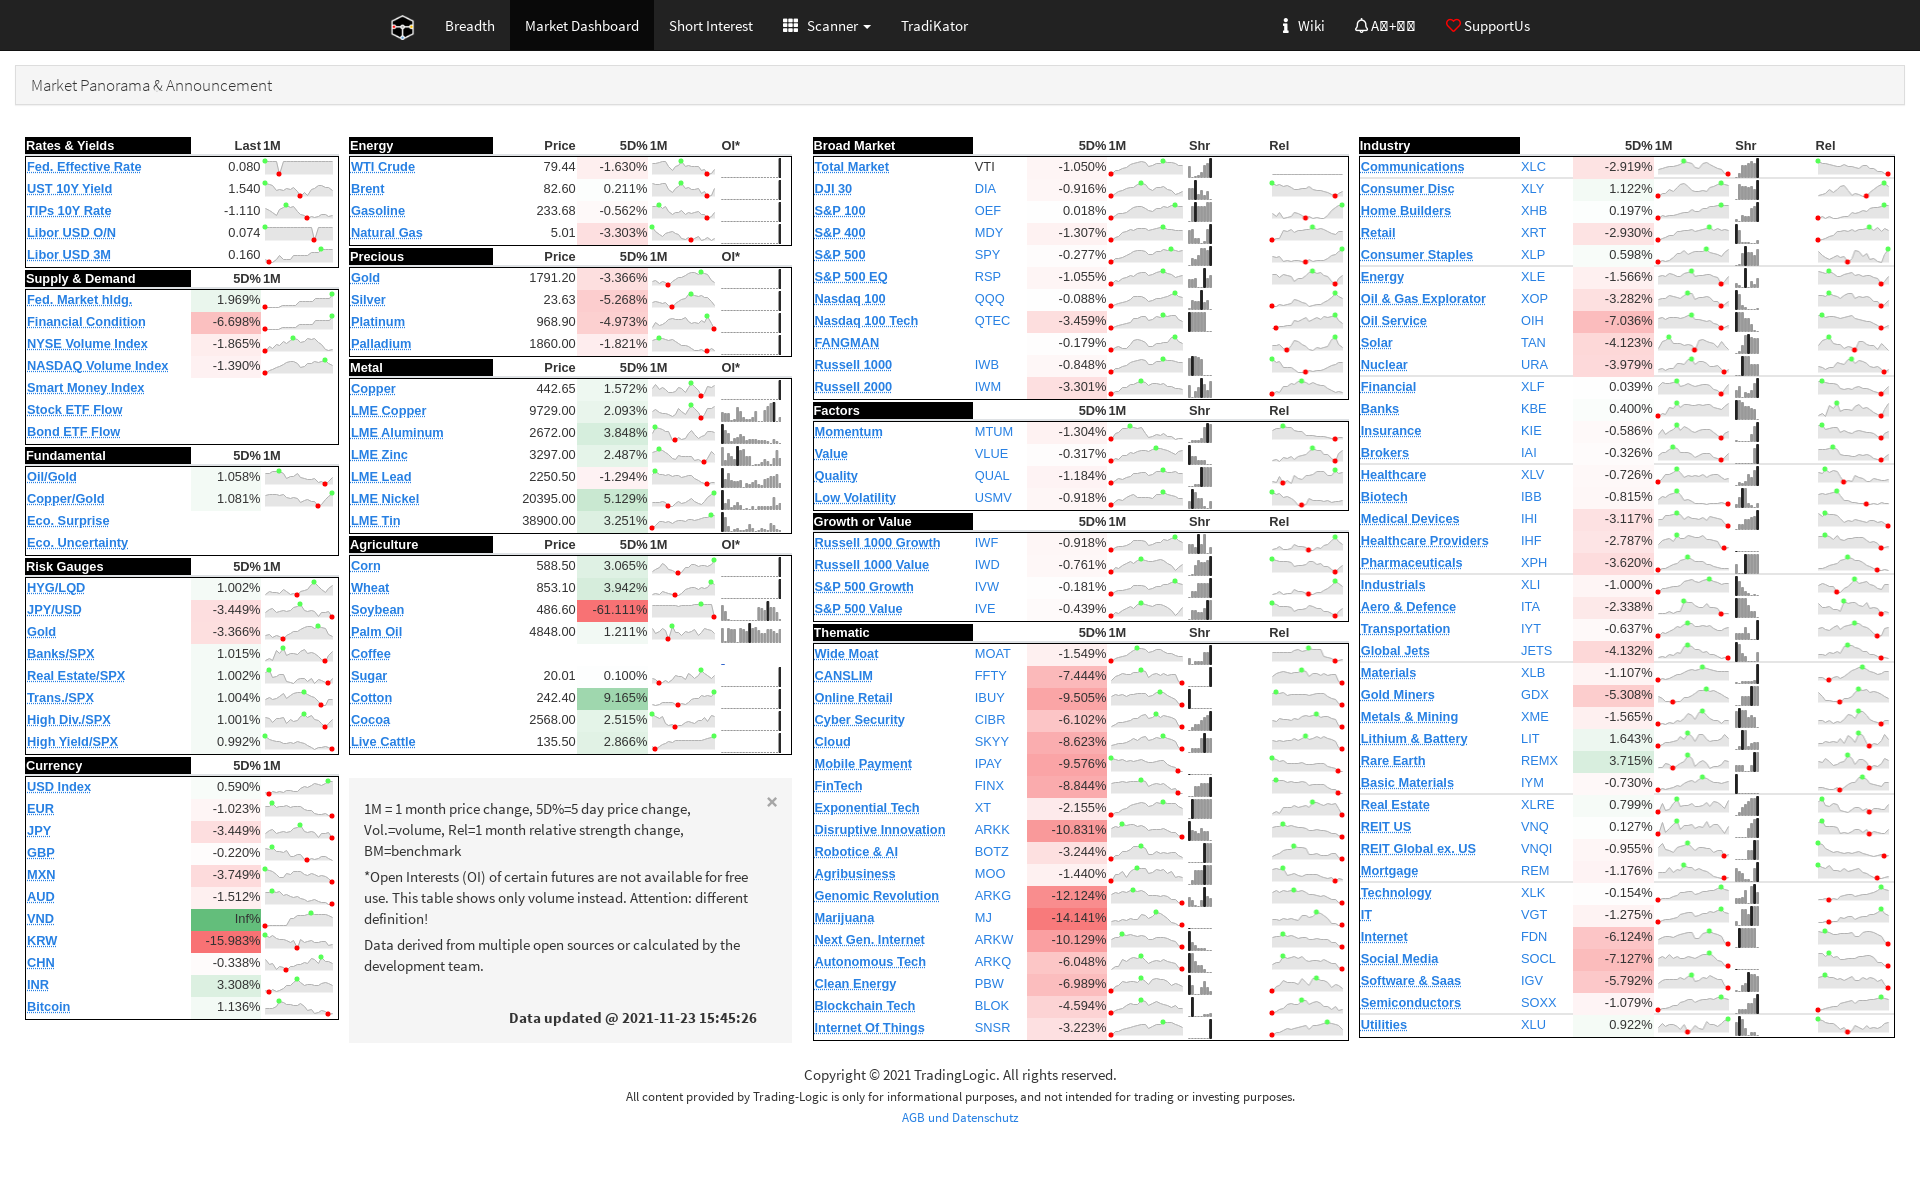 Breadth Market Dashboard Short Interest Scanner TradiKator Wiki SupportUs
Market Panorama & Announcement
Rates & Yields Last 1M
Fed. Effective Rate 0.080
UST 10Y Yield 1.540
TIPs 10Y Rate -1.110
Libor USD O/N 0.074
Libor USD 3M 0.160
Supply & Demand 5D% 1M
Fed. Market hldg. 1.969%
Financial Condition -6.698%
NYSE Volume Index -1.865%
NASDAQ Volume Index -1.390%
Smart Money Index
Stock ETF Flow
Bond ETF Flow
Fundamental 5D% 1M
Oil/Gold 1.058%
Copper/Gold 1.081%
Eco. Surprise
Eco. Uncertainty
Risk Gauges 5D% 1M
HYG/LQD 1.002%
JPY/USD -3.449%
Gold -3.366%
Banks/SPX 1.015%
Real Estate/SPX 1.002%
Trans./SPX 1.004%
High Div./SPX 1.001%
High Yield/SPX 0.992%
Currency 5D% 1M
USD Index 0.590%
EUR -1.023%
JPY -3.449%
GBP -0.220%
MXN -3.749%
AUD -1.512%
VND Inf%
KRW -15.983%
CHN -0.338%
INR 3.308%
Bitcoin 1.136%
Energy Price 5D% 1M OI*
WTI Crude 79.44 -1.630%
Brent 82.60 0.211%
Gasoline 233.68 -0.562%
Natural Gas 5.01 -3.303%
Precious Price 5D% 1M OI*
Gold 1791.20 -3.366%
Silver 23.63 -5.268%
Platinum 968.90 -4.973%
Palladium 1860.00 -1.821%
Metal Price 5D% 1M OI*
Copper 442.65 1.572%
LME Copper 9729.00 2.093%
LME Aluminum 2672.00 3.848%
LME Zinc 3297.00 2.487%
LME Lead 2250.50 -1.294%
LME Nickel 20395.00 5.129%
LME Tin 38900.00 3.251%
Agriculture Price 5D% 1M OI*
Corn 588.50 3.065%
Wheat 853.10 3.942%
Soybean 486.60 -61.111%
Palm Oil 4848.00 1.211%
Coffee -
Sugar 20.01 0.100%
Cotton 242.40 9.165%
Cocoa 2568.00 2.515%
Live Cattle 135.50 2.866%
×
1M = 1 month price change, 5D%=5 day price change,
Vol.=volume, Rel=1 month relative strength change,
BM=benchmark
*Open Interests (OI) of certain futures are not available for free
use. This table shows only volume instead. Attention: different
definition!
Data derived from multiple open sources or calculated by the
development team.
Data updated @ 2021-11-23 15:45:26
Broad Market 5D% 1M Shr Rel
Total Market VTI -1.050%
DJI 30 DIA -0.916%
S&P 100 OEF 0.018%
S&P 400 MDY -1.307%
S&P 500 SPY -0.277%
S&P 500 EQ RSP -1.055%
Nasdaq 100 QQQ -0.088%
Nasdaq 100 Tech QTEC -3.459%
FANGMAN -0.179%
Russell 1000 IWB -0.848%
Russell 2000 IWM -3.301%
Factors 5D% 1M Shr Rel
Momentum MTUM -1.304%
Value VLUE -0.317%
Quality QUAL -1.184%
Low Volatility USMV -0.918%
Growth or Value 5D% 1M Shr Rel
Russell 1000 Growth IWF -0.918%
Russell 1000 Value IWD -0.761%
S&P 500 Growth IVW -0.181%
S&P 500 Value IVE -0.439%
Thematic 5D% 1M Shr Rel
Wide Moat MOAT -1.549%
CANSLIM FFTY -7.444%
Online Retail IBUY -9.505%
Cyber Security CIBR -6.102%
Cloud SKYY -8.623%
Mobile Payment IPAY -9.576%
FinTech FINX -8.844%
Exponential Tech XT -2.155%
Disruptive Innovation ARKK -10.831%
Robotice & AI BOTZ -3.244%
Agribusiness MOO -1.440%
Genomic Revolution ARKG -12.124%
Marijuana MJ -14.141%
Next Gen. Internet ARKW -10.129%
Autonomous Tech ARKQ -6.048%
Clean Energy PBW -6.989%
Blockchain Tech BLOK -4.594%
Internet Of Things SNSR -3.223%
Industry 5D% 1M Shr Rel
Communications XLC -2.919%
Consumer Disc XLY 1.122%
Home Builders XHB 0.197%
Retail XRT -2.930%
Consumer Staples XLP 0.598%
Energy XLE -1.566%
Oil & Gas Explorator XOP -3.282%
Oil Service OIH -7.036%
Solar TAN -4.123%
Nuclear URA -3.979%
Financial XLF 0.039%
Banks KBE 0.400%
Insurance KIE -0.586%
Brokers IAI -0.326%
Healthcare XLV -0.726%
Biotech IBB -0.815%
Medical Devices IHI -3.117%
Healthcare Providers IHF -2.787%
Pharmaceuticals XPH -3.620%
Industrials XLI -1.000%
Aero & Defence ITA -2.338%
Transportation IYT -0.637%
Global Jets JETS -4.132%
Materials XLB -1.107%
Gold Miners GDX -5.308%
Metals & Mining XME -1.565%
Lithium & Battery LIT 1.643%
Rare Earth REMX 3.715%
Basic Materials IYM -0.730%
Real Estate XLRE 0.799%
REIT US VNQ 0.127%
REIT Global ex. US VNQI -0.955%
Mortgage REM -1.176%
Technology XLK -0.154%
IT VGT -1.275%
Internet FDN -6.124%
Social Media SOCL -7.127%
Software & Saas IGV -5.792%
Semiconductors SOXX -1.079%
Utilities XLU 0.922%
Copyright © 2021 TradingLogic. All rights reserved.
All content provided by Trading-Logic is only for informational purposes, and not intended for trading or investing purposes.
AGB und Datenschutz